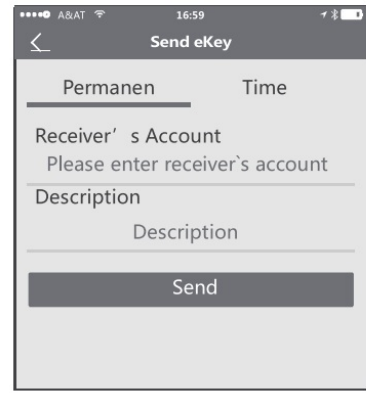 A&AT 16:59
Send eKey
Permanen Time
Receiver' s Account
Please enter receiver`s account
Description
Description
Send